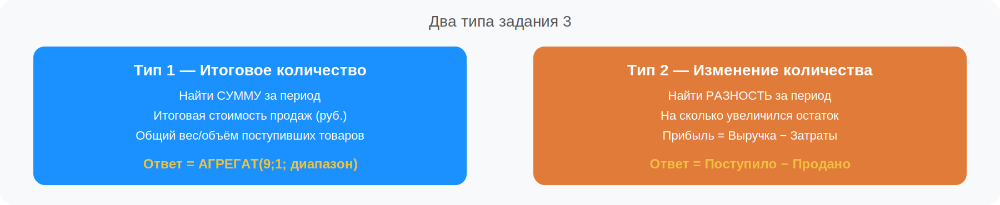 Два типа задания 3
Тип 1 — Итоговое количество
Найти СУММУ за период
Итоговая стоимость продаж (руб.)
Общий вес/объём поступивших товаров
Ответ = АГРЕГАТ(9;1; диапазон)
Тип 2 — Изменение количества
Найти РАЗНОСТЬ за период
На сколько увеличился остаток
Прибыль = Выручка − Затраты
Ответ = Поступило − Продано